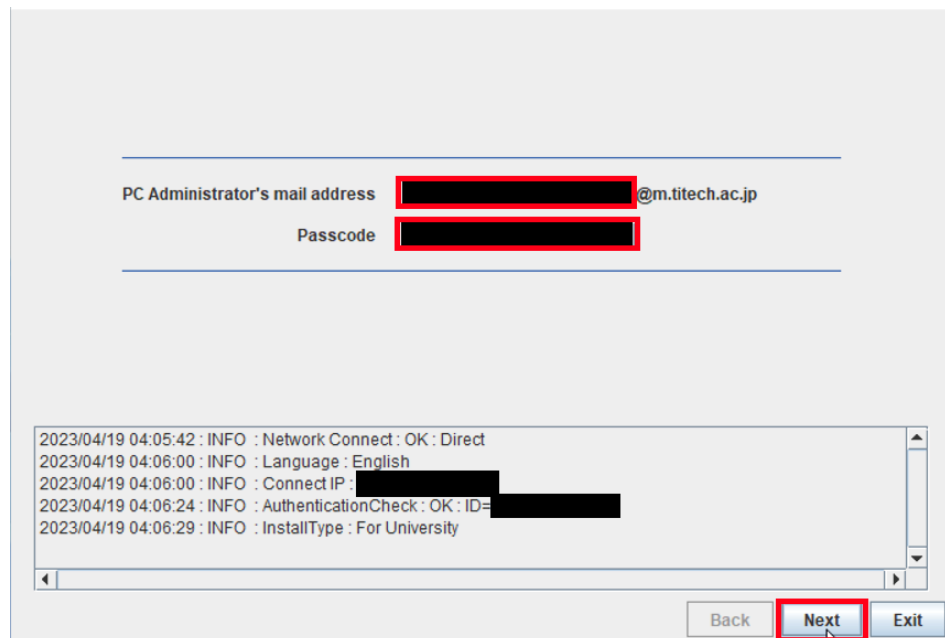 PC Administrator's mail address @m.titech.ac.jp
Passcode
2023/04/19 04:05:42 : INFO : Network Connect : OK : Direct
2023/04/19 04:06:00 : INFO : Language : English
2023/04/19 04:06:00 : INFO : Connect IP :
2023/04/19 04:06:24 : INFO : AuthenticationCheck : OK : ID=
2023/04/19 04:06:29 : INFO : InstallType : For University
Back Next Exit